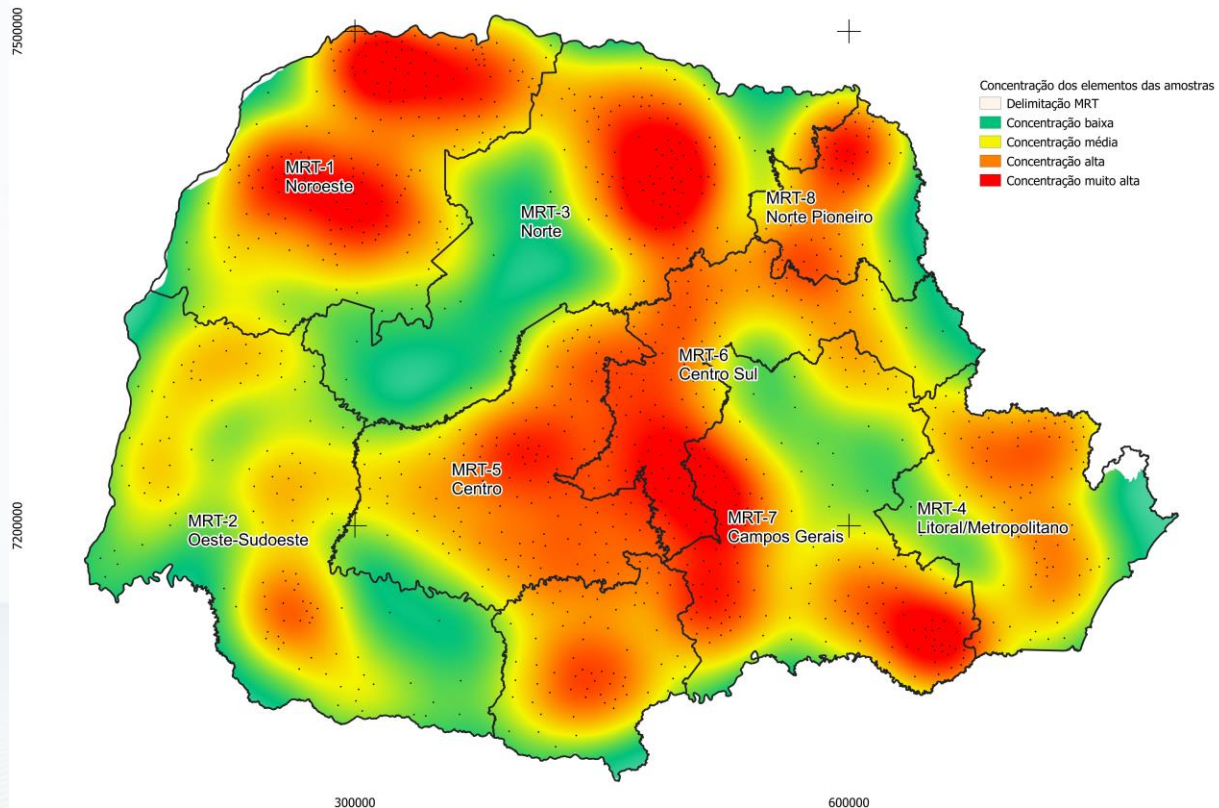 7500000
Concentração dos elementos das amostras
Delimitação MRT
Concentração baixa
Concentração média
Concentração alta
Concentração muito alta
MRT-1
Noroeste
MRT-3
Norte
MRT-8
Norte Pioneiro
MRT-6
Centro Sul
MRT-5
Centro
MRT-2
Oeste-Sudoeste
MRT-7
Campos Gerais
MRT-4
Litoral/Metropolitano
7200000
300000
600000